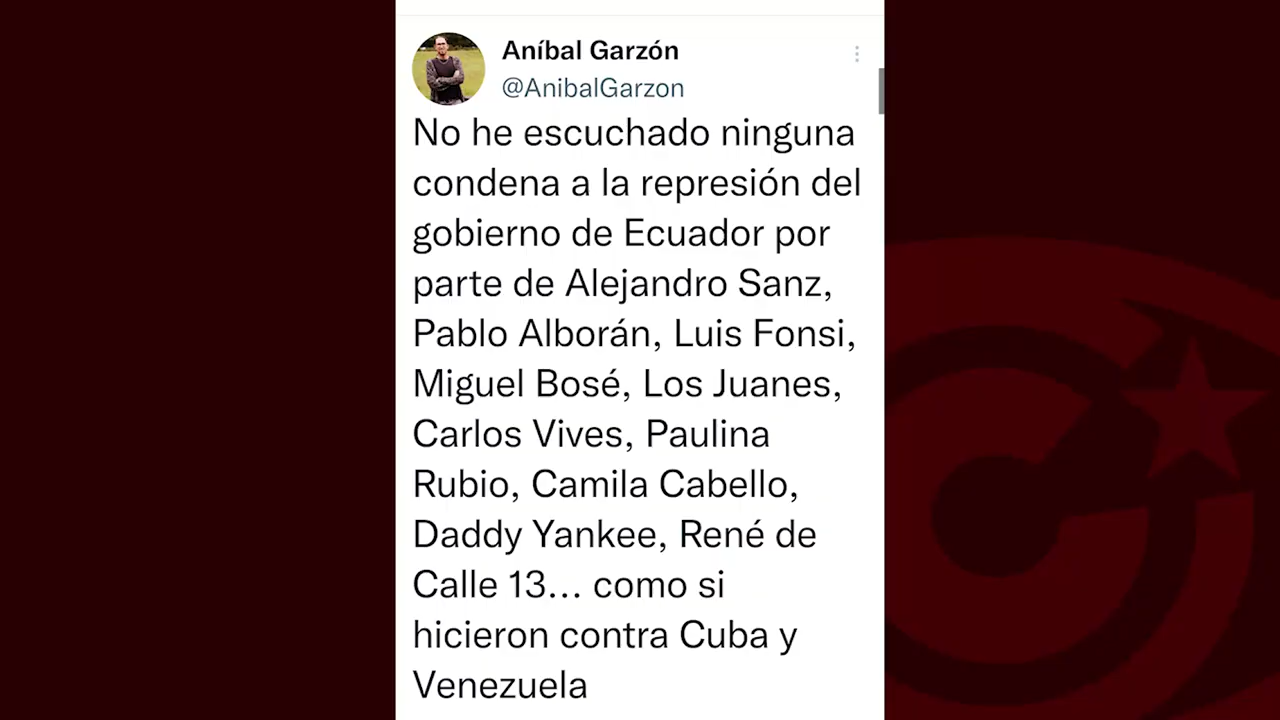 Aníbal Garzón
@AnibalGarzon
No he escuchado ninguna
condena a la represión del
gobierno de Ecuador por
parte de Alejandro Sanz,
Pablo Alborán, Luis Fonsi,
Miguel Bosé, Los Juanes,
Carlos Vives, Paulina
Rubio, Camila Cabello,
Daddy Yankee, René de
Calle 13... como si
hicieron contra Cuba y
Venezuela